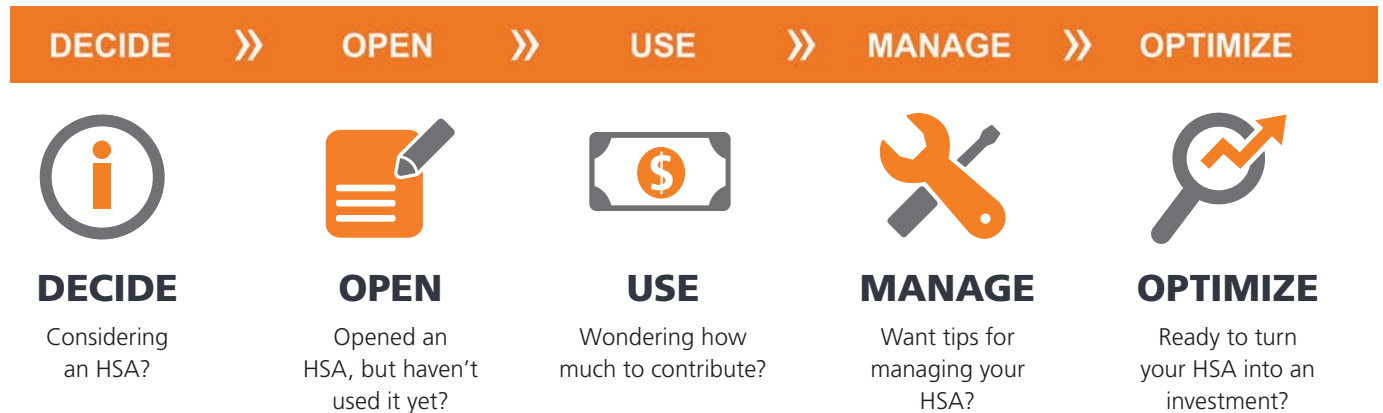 DECIDE » OPEN » USE » MANAGE » OPTIMIZE
i
$
DECIDE
Considering
an HSA?
OPEN
Opened an
HSA, but haven't
used it yet?
USE
Wondering how
much to contribute?
MANAGE
Want tips for
managing your
HSA?
OPTIMIZE
Ready to turn
your HSA into an
investment?